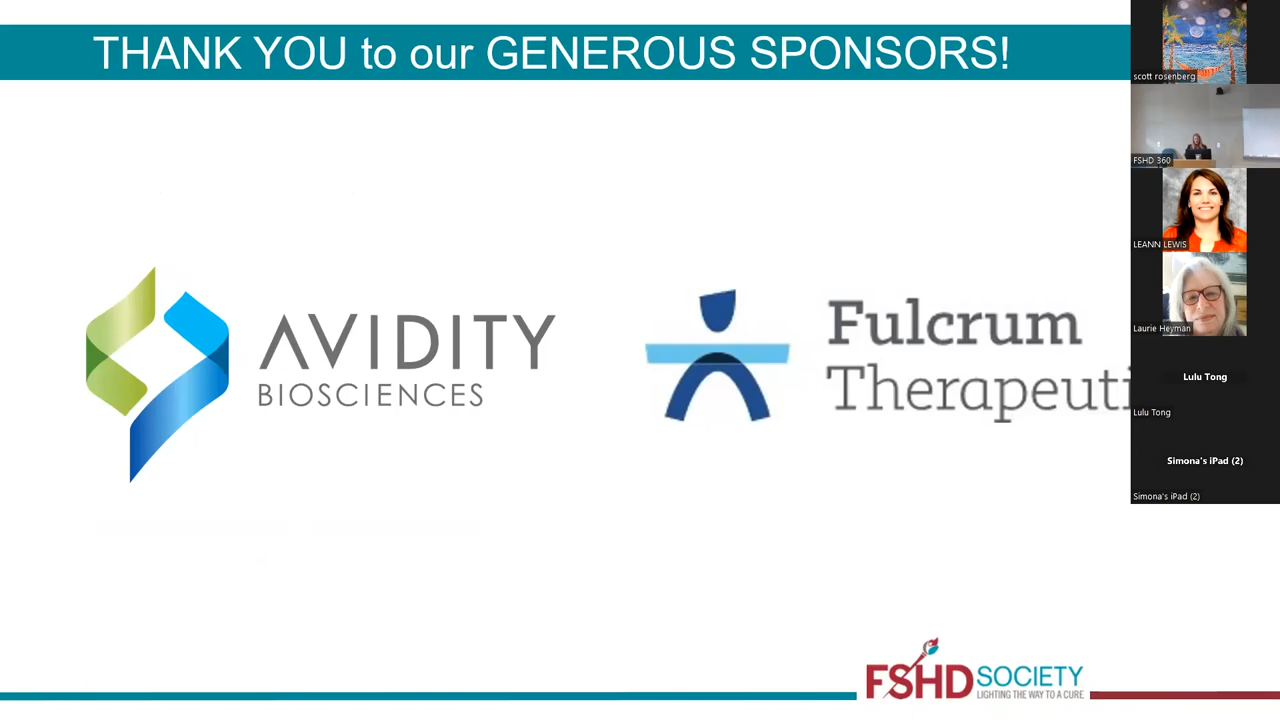 THANK YOU to our GENEROUS SPONSORS!
AVIDITY
BIOSCIENCES
Fulcrum
Therapeuti
FSHD SOCIETY
LIGHTING THE WAY TO A CURE
scott rosenberg
FSHD 360
LEANN LEWIS
Laurie Heyman
Lulu Tong
Lulu Tong
Simona's iPad (2)
Simona's iPad (2)